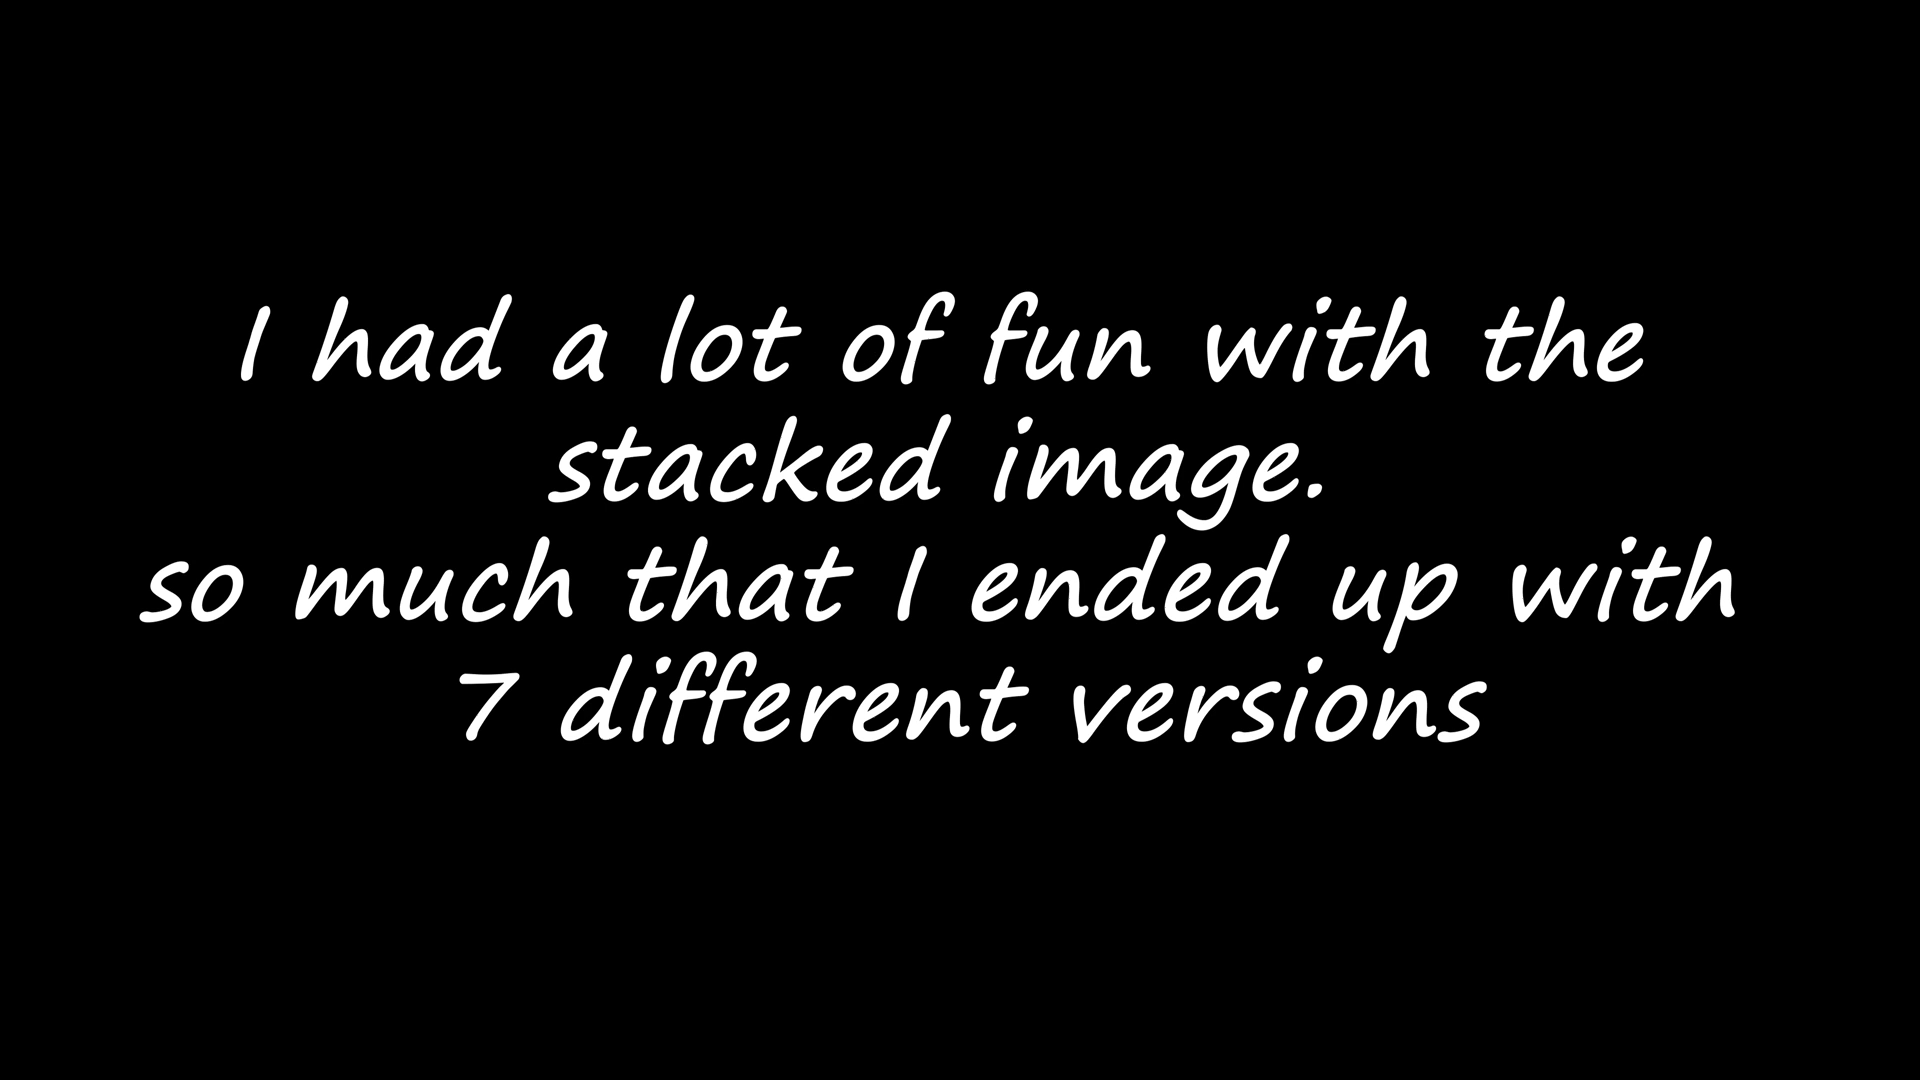 I had a lot of fun with the
stacked image.
so much that I ended up with
7 different versions